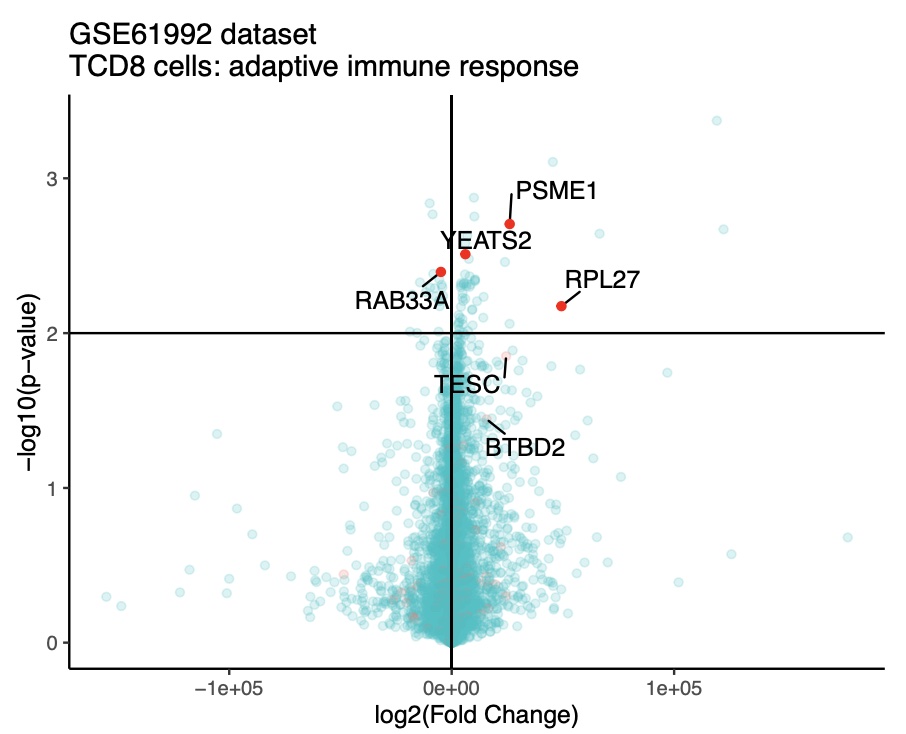 GSE61992 dataset
TCD8 cells: adaptive immune response
3
PSME1
YEATS2
RPL27
RAB33A
2
TESC
BTBD2
1
0
−1e+05
0e+00
1e+05
log2(Fold Change)
−log10(p−value)